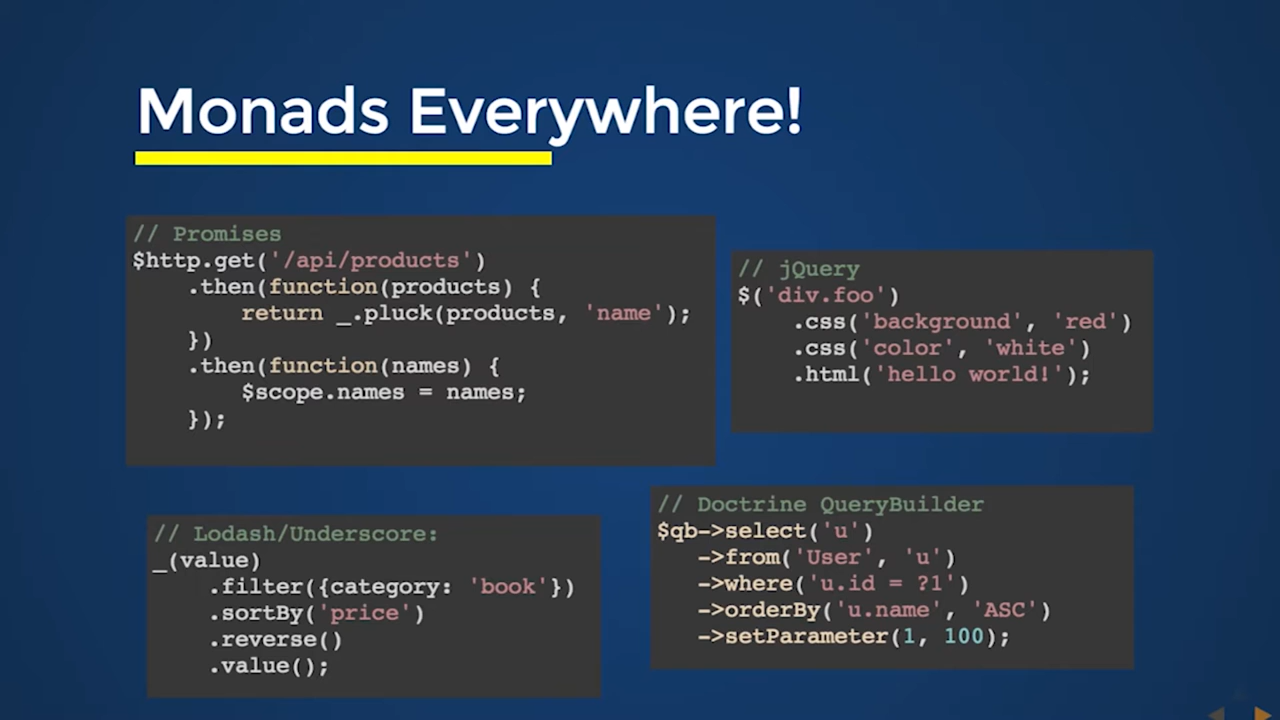 Monads Everywhere!
// Promises
$http.get('/api/products')
    .then(function(products) {
        return _.pluck(products, 'name');
    })
    .then(function(names) {
        $scope.names = names;
    });
// jQuery
$('div.foo')
    .css('background', 'red')
    .css('color', 'white')
    .html('hello world!');
// Lodash/Underscore:
_(value)
    .filter({category: 'book'})
    .sortBy('price')
    .reverse()
    .value();
// Doctrine QueryBuilder
$qb->select('u')
   ->from('User', 'u')
   ->where('u.id = ?1')
   ->orderBy('u.name', 'ASC')
   ->setParameter(1, 100);